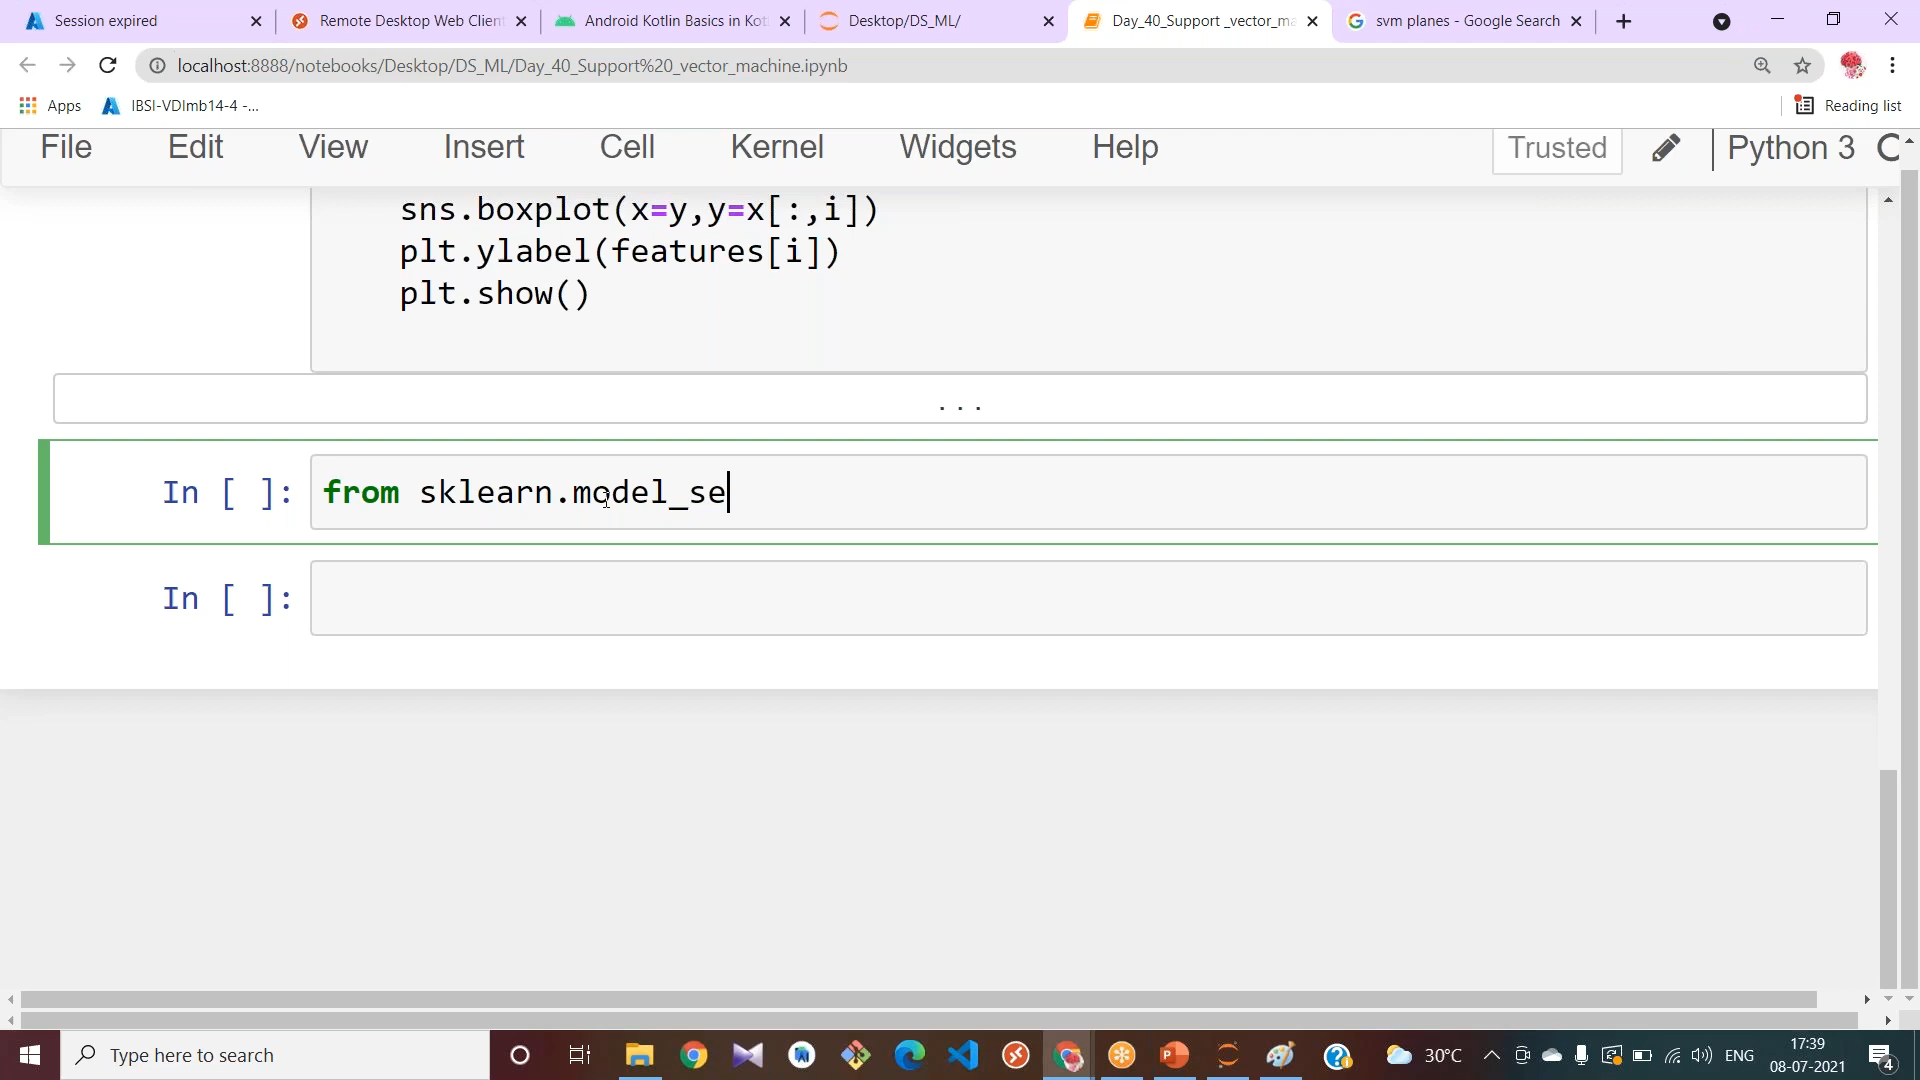 Session expired
Remote Desktop Web Client
Android Kotlin Basics in Kot
Desktop/DS_ML/
Day_40_Support _vector_ma
svm planes - Google Search
localhost:8888/notebooks/Desktop/DS_ML/Day_40_Support%20_vector_machine.ipynb
Apps
IBSI-VDImb14-4 -...
Reading list
File Edit View Insert Cell Kernel Widgets Help
Trusted
Python 3
sns.boxplot(x=y,y=x[:,i])
plt.ylabel(features[i])
plt.show()
...
In [ ]: from sklearn.model_se
In [ ]:
Type here to search
30°C
ENG
17:39
08-07-2021
4